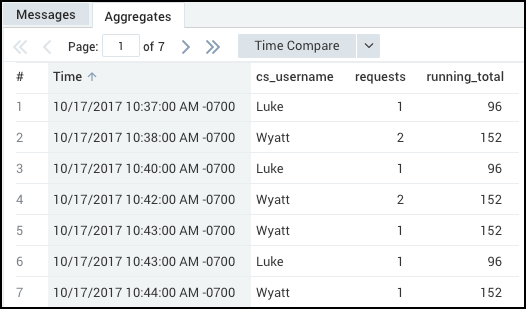 Messages Aggregates
Page: 1 of 7 Time Compare
# Time cs_username requests running_total
1 10/17/2017 10:37:00 AM -0700 Luke 1 96
2 10/17/2017 10:38:00 AM -0700 Wyatt 2 152
3 10/17/2017 10:40:00 AM -0700 Luke 1 96
4 10/17/2017 10:42:00 AM -0700 Wyatt 2 152
5 10/17/2017 10:43:00 AM -0700 Wyatt 1 152
6 10/17/2017 10:43:00 AM -0700 Luke 1 96
7 10/17/2017 10:44:00 AM -0700 Wyatt 1 152